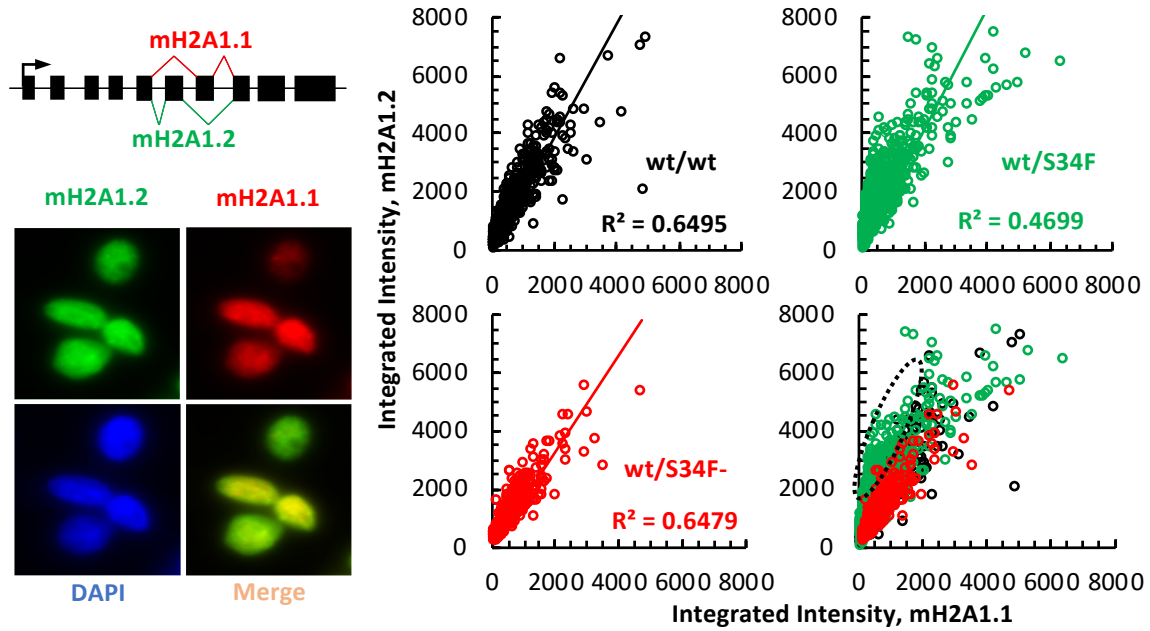 mH2A1.1
mH2A1.2
mH2A1.2 mH2A1.1
DAPI Merge
Integrated Intensity, mH2A1.2
8000
6000
4000
2000
0
wt/wt
R² = 0.6495
0 2000 4000 6000 8000
8000
6000
4000
2000
0
wt/S34F
R² = 0.4699
0 2000 4000 6000 8000
8000
6000
4000
2000
0
wt/S34F-
R² = 0.6479
0 2000 4000 6000 8000
8000
6000
4000
2000
0
0 2000 4000 6000 8000
Integrated Intensity, mH2A1.1